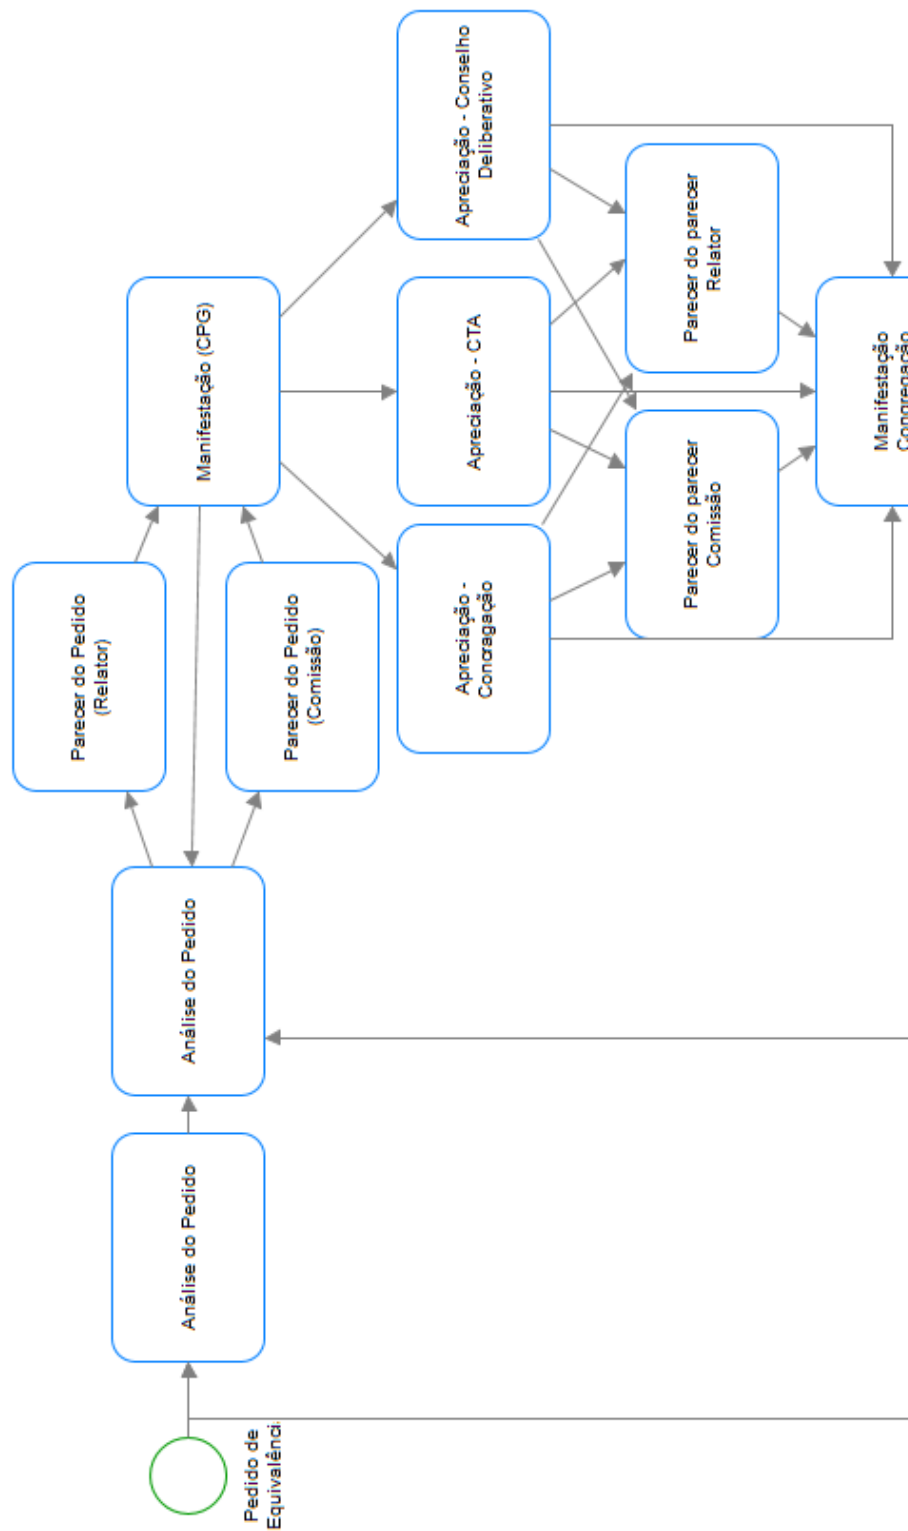 Pedido de
Equivalênci
Análise do Pedido
Análise do Pedido
Parecer do Pedido
(Relator)
Parecer do Pedido
(Comissão)
Manifestação (CPG)
Apreciação -
Concragação
Apreciação - CTA
Apreciação - Conselho
Deliberativo
Parecer do parecer
Comissão
Parecer do parecer
Relator
Manifestação
Congregação